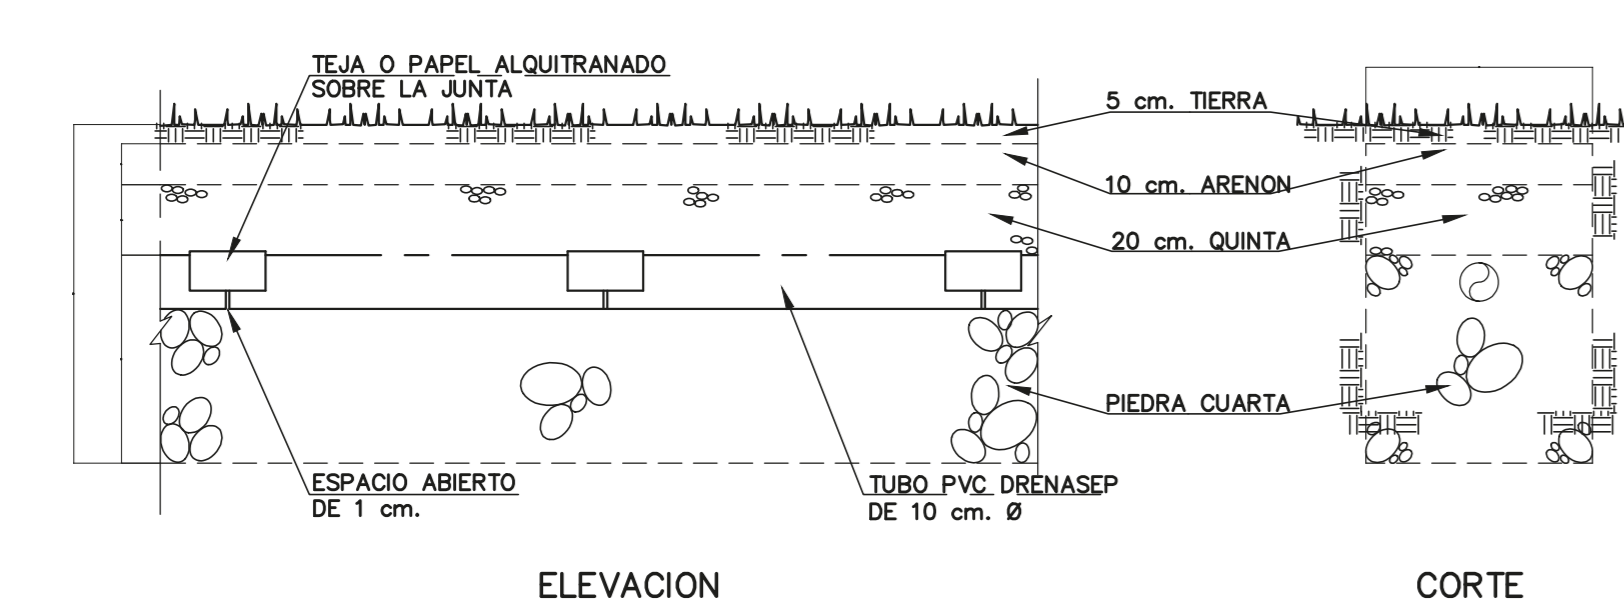 TEJA O PAPEL ALQUITRANADO
SOBRE LA JUNTA
5 cm. TIERRA
10 cm. ARENON
20 cm. QUINTA
PIEDRA CUARTA
ESPACIO ABIERTO
DE 1 cm.
TUBO PVC DRENASEP
DE 10 cm. Ø
ELEVACION
CORTE